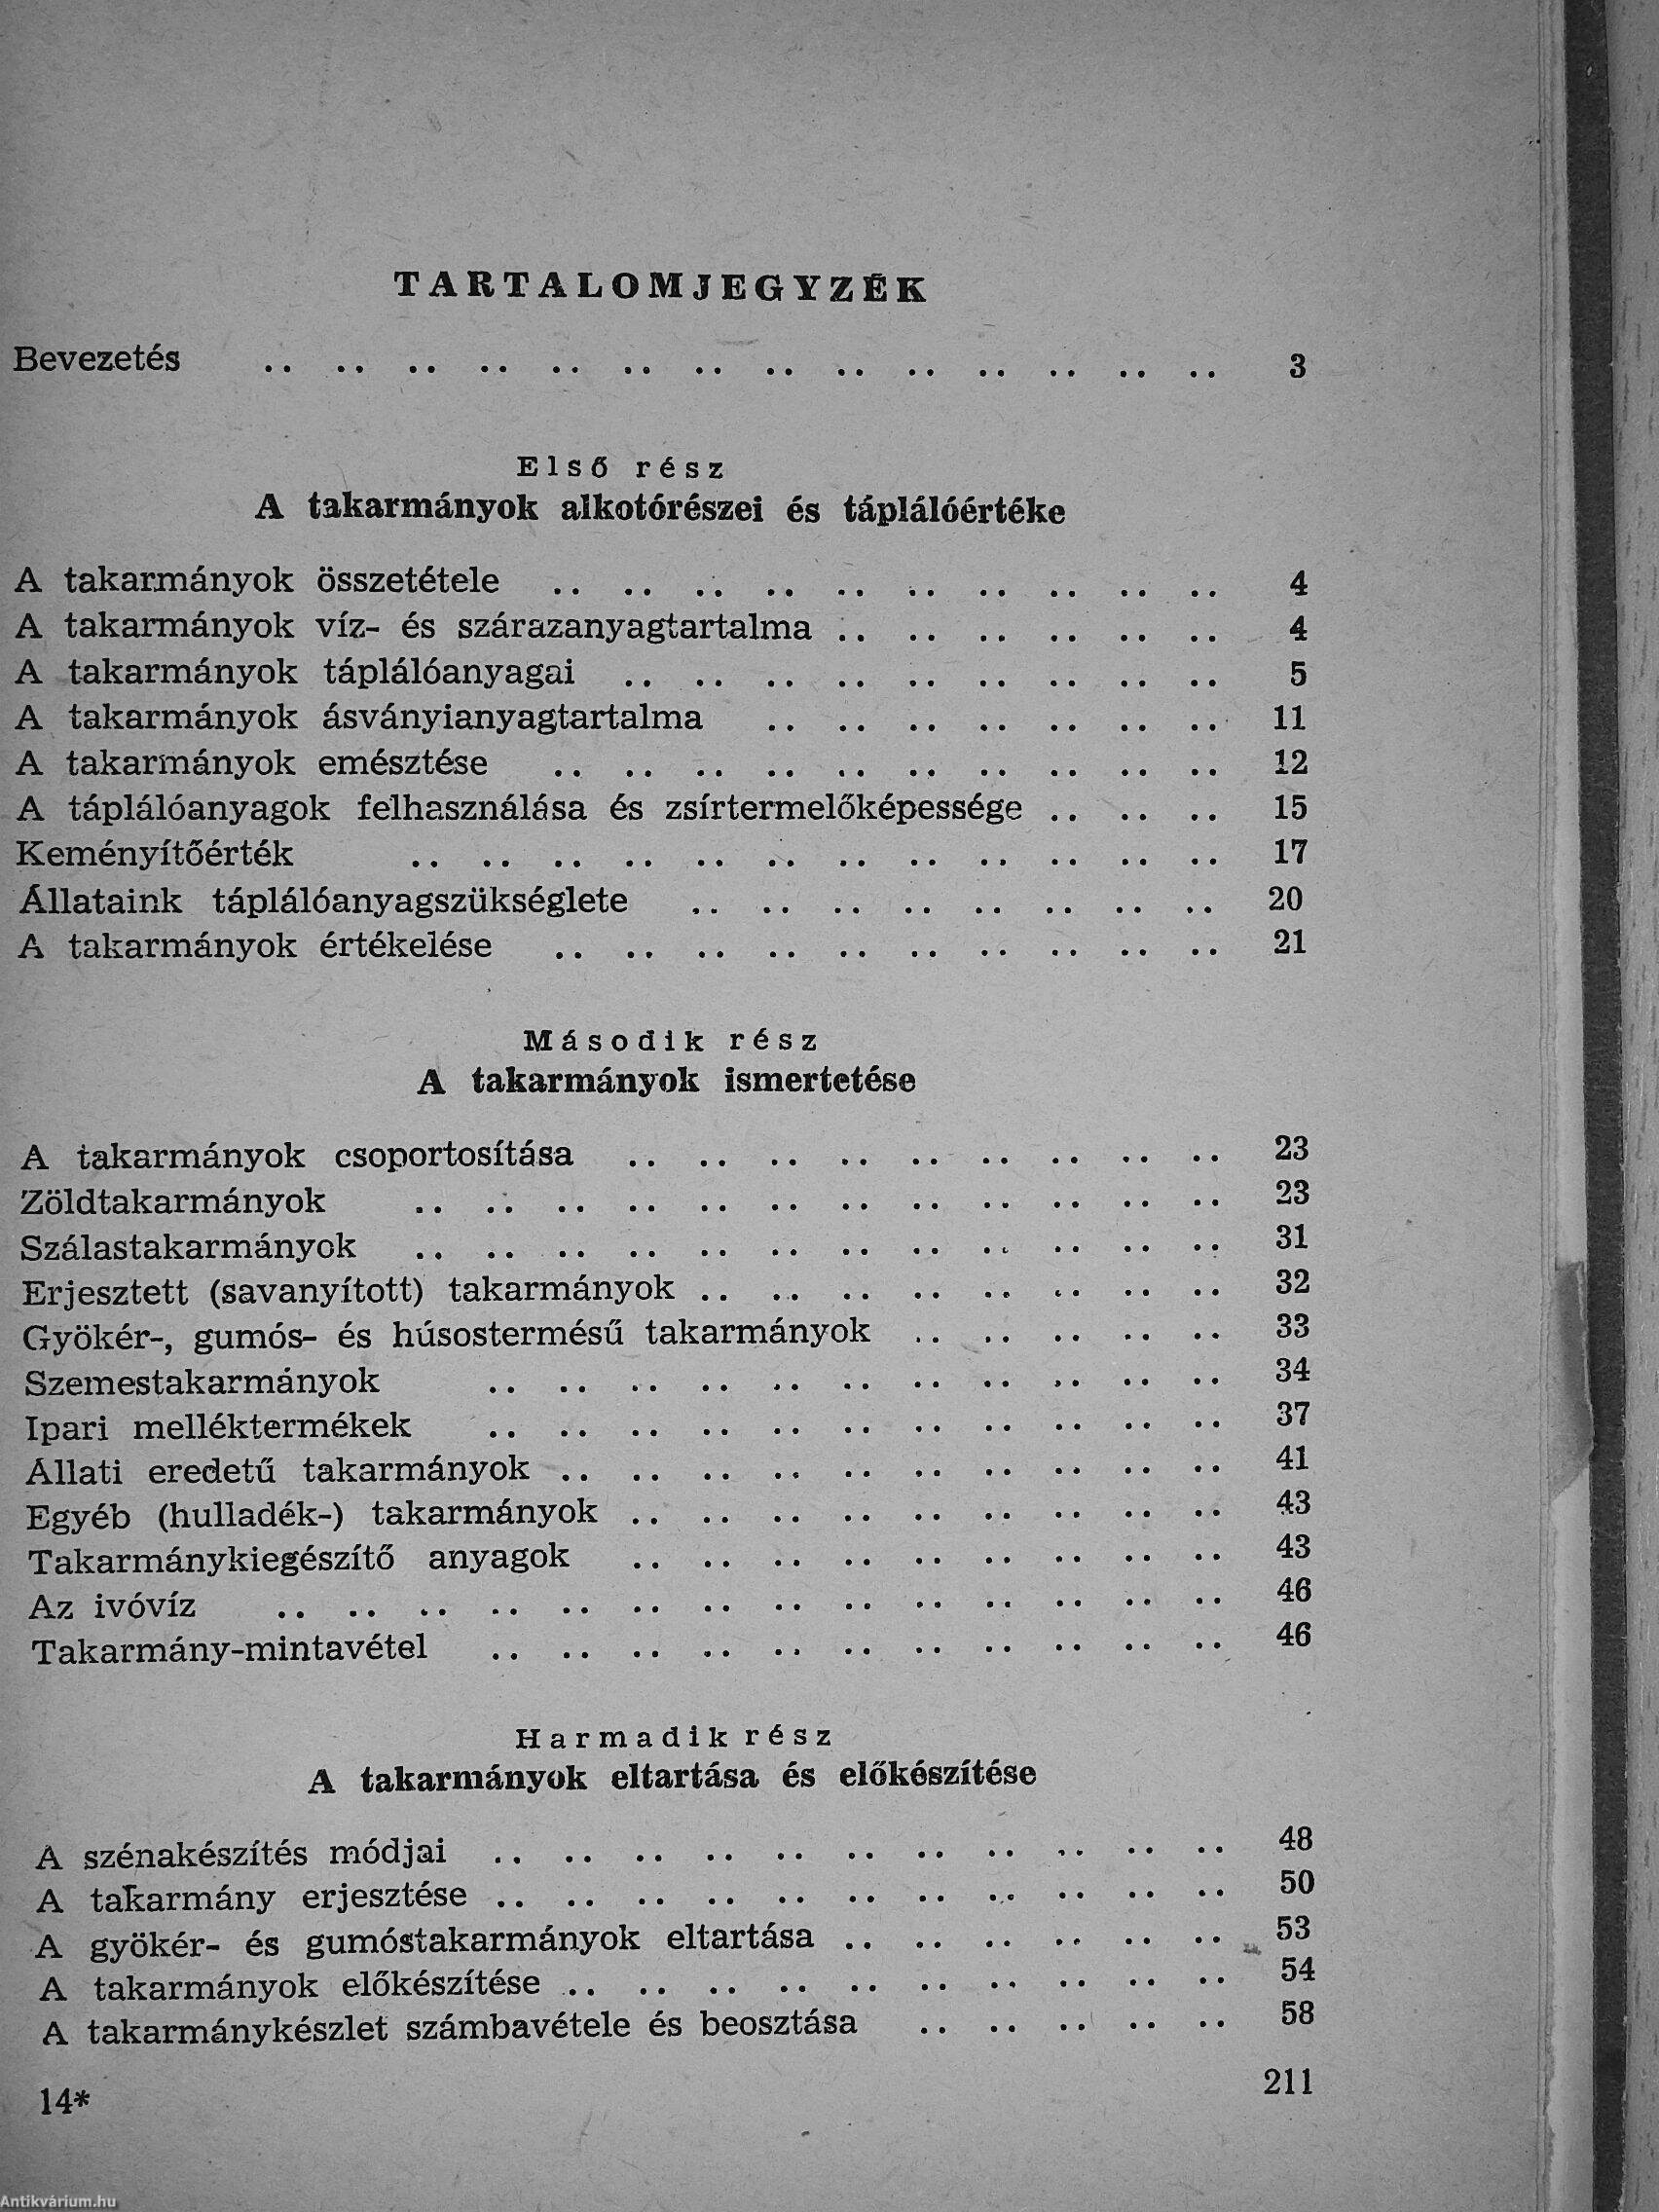 TARTALOMJEGYZÉK
Bevezetés .. .. .. .. .. .. .. .. .. .. .. .. .. .. 3
Első rész
A takarmányok alkotórészei és táplálóértéke
A takarmányok összetétele .. .. .. .. .. .. .. .. .. .. 4
A takarmányok víz- és szárazanyagtartalma .. .. .. .. .. .. 4
A takarmányok táplálóanyagai .. .. .. .. .. .. .. .. .. 5
A takarmányok ásványianyagtartalma .. .. .. .. .. .. .. 11
A takarmányok emésztése .. .. .. .. .. .. .. .. .. .. 12
A táplálóanyagok felhasználása és zsírtermelőképessége .. .. .. 15
Keményítőérték .. .. .. .. .. .. .. .. .. .. .. .. 17
Állataink táplálóanyagszükséglete .. .. .. .. .. .. .. .. 20
A takarmányok értékelése .. .. .. .. .. .. .. .. .. .. 21
Második rész
A takarmányok ismertetése
A takarmányok csoportosítása .. .. .. .. .. .. .. .. .. 23
Zöldtakarmányok .. .. .. .. .. .. .. .. .. .. .. .. 23
Szálastakarmányok .. .. .. .. .. .. .. .. .. .. .. .. 31
Erjesztett (savanyított) takarmányok .. .. .. .. .. .. .. .. 32
Gyökér-, gumós- és húsostermésű takarmányok .. .. .. .. .. 33
Szemestakarmányok .. .. .. .. .. .. .. .. .. .. .. 34
Ipari melléktermékek .. .. .. .. .. .. .. .. .. .. .. 37
Állati eredetű takarmányok .. .. .. .. .. .. .. .. .. .. 41
Egyéb (hulladék-) takarmányok .. .. .. .. .. .. .. .. .. 43
Takarmánykiegészítő anyagok .. .. .. .. .. .. .. .. .. 43
Az ivóvíz .. .. .. .. .. .. .. .. .. .. .. .. .. .. 46
Takarmány-mintavétel .. .. .. .. .. .. .. .. .. .. .. 46
Harmadik rész
A takarmányok eltartása és előkészítése
A szénakészítés módjai .. .. .. .. .. .. .. .. .. .. .. 48
A takarmány erjesztése .. .. .. .. .. .. .. .. .. .. .. 50
A gyökér- és gumóstakarmányok eltartása .. .. .. .. .. .. 53
A takarmányok előkészítése .. .. .. .. .. .. .. .. .. .. 54
A takarmánykészlet számbavétele és beosztása .. .. .. .. .. 58
14* 211
Antikvárium.hu